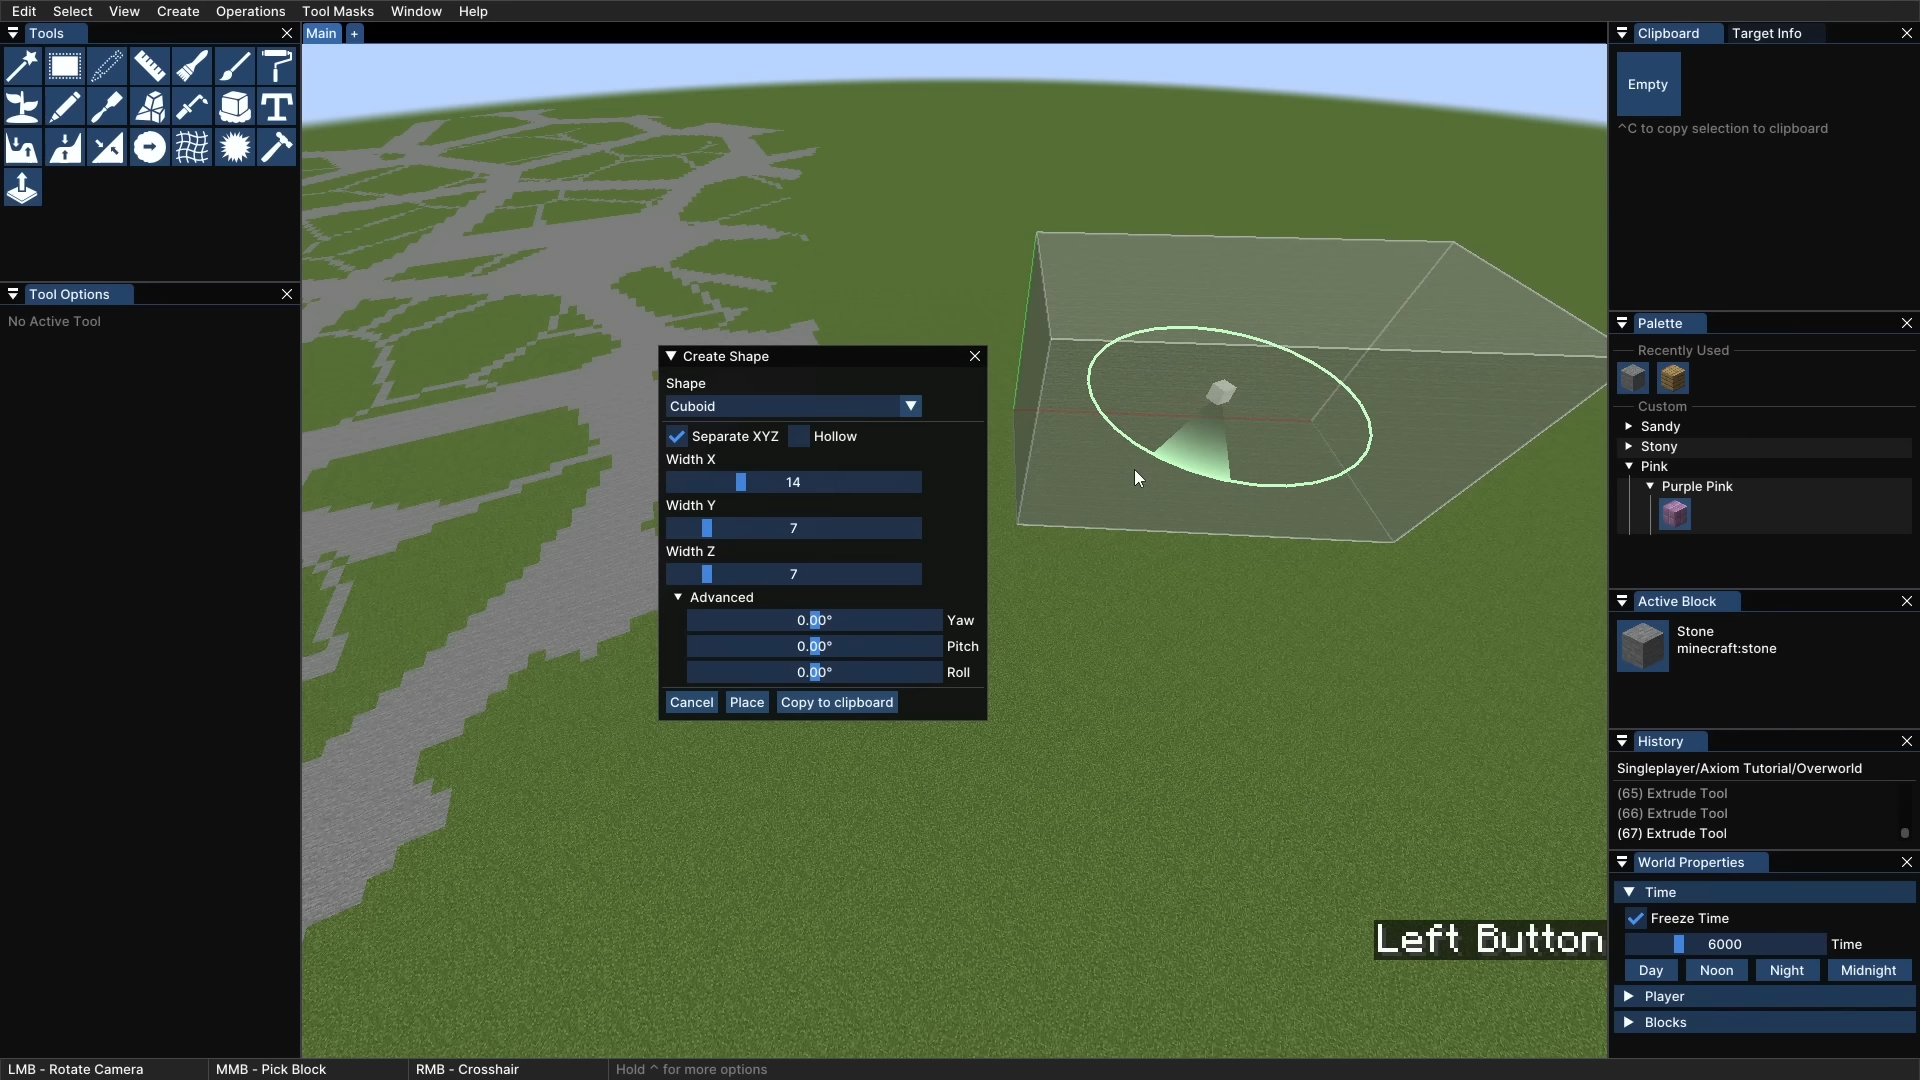 Edit Select View Create Operations Tool Masks Window Help
Tools
Main +
Clipboard Target Info
Empty
^C to copy selection to clipboard
Tool Options
No Active Tool
Create Shape
Shape
Cuboid
Separate XYZ Hollow
Width X
14
Width Y
7
Width Z
7
Advanced
0.00° Yaw
0.00° Pitch
0.00° Roll
Cancel Place Copy to clipboard
Palette
Recently Used
Custom
Sandy
Stony
Pink
Purple Pink
Active Block
Stone
minecraft:stone
History
Singleplayer/Axiom Tutorial/Overworld
(65) Extrude Tool
(66) Extrude Tool
(67) Extrude Tool
World Properties
Time
Freeze Time
6000 Time
Day Noon Night Midnight
Player
Blocks
Left Button
LMB - Rotate Camera MMB - Pick Block RMB - Crosshair Hold ^ for more options